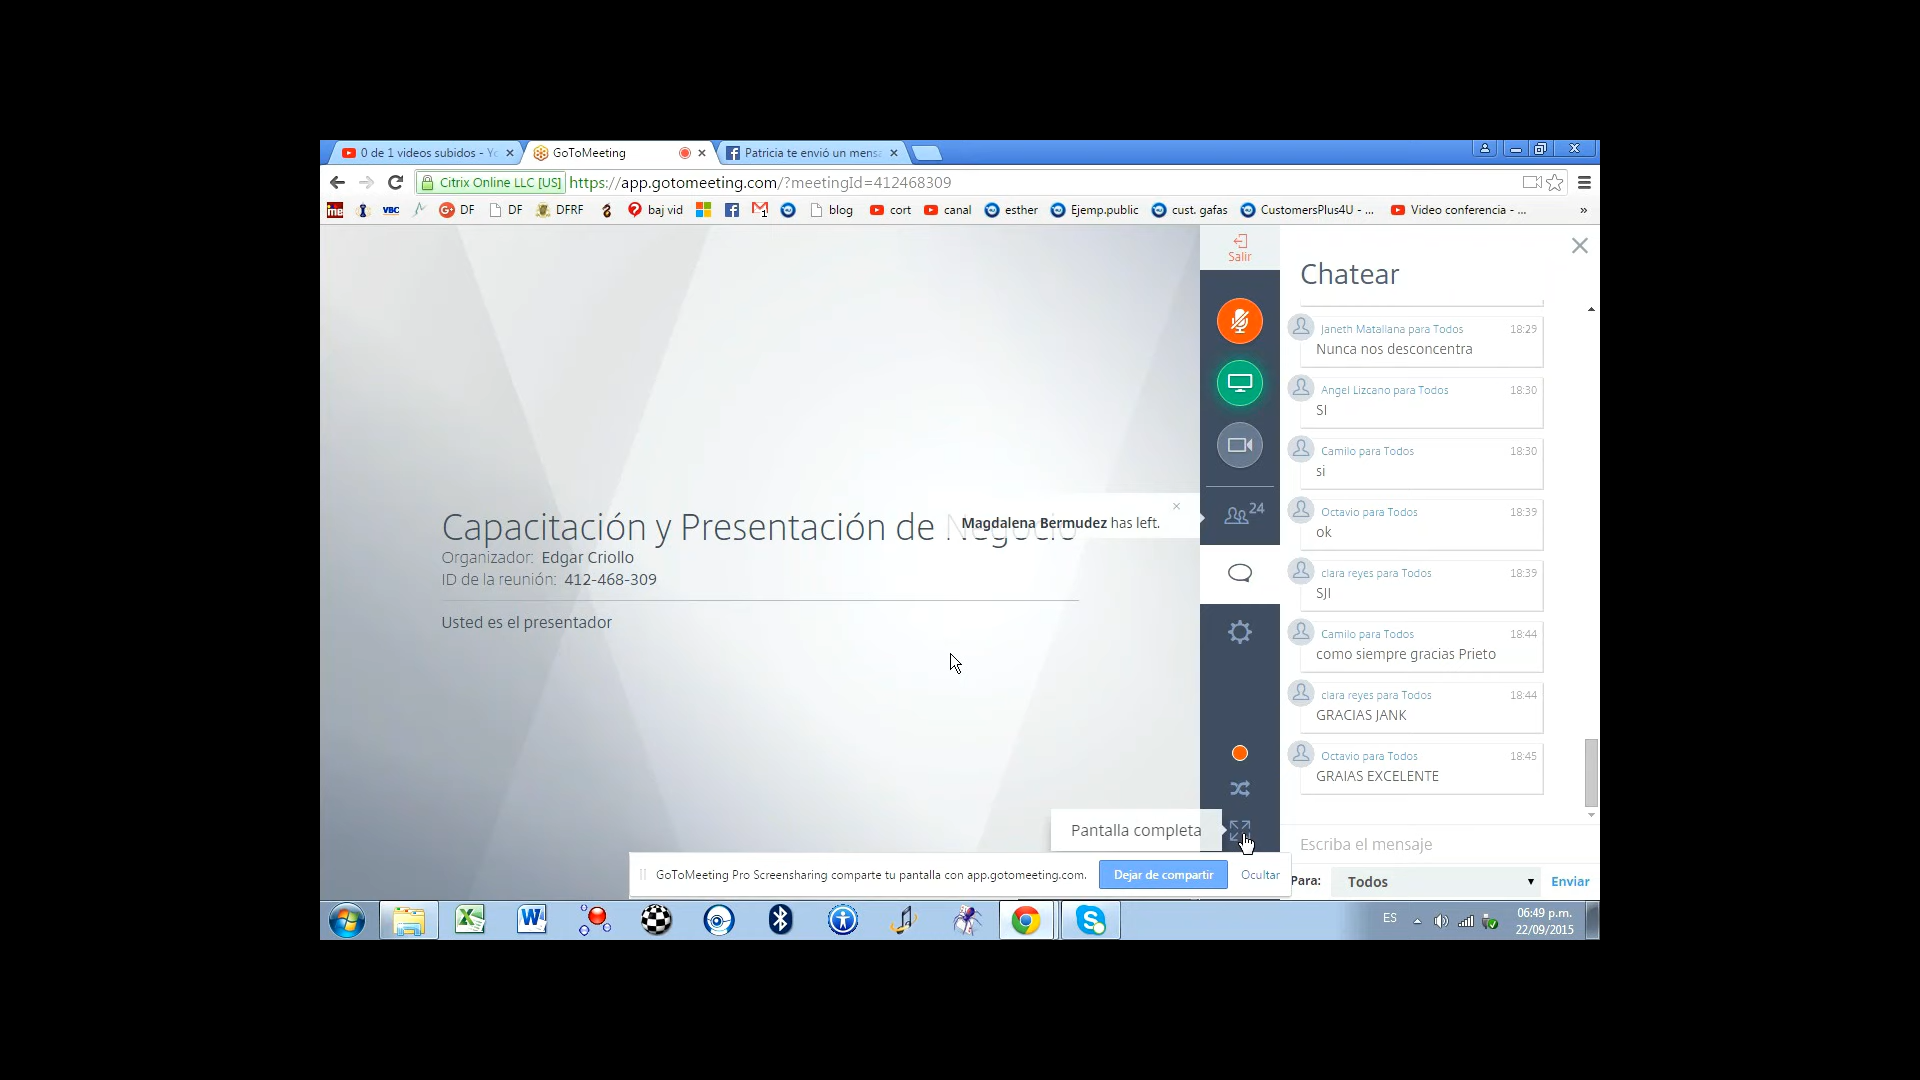 0 de 1 videos subidos - Yo
GoToMeeting
Patricia te envió un mensa
Citrix Online LLC [US]
https://app.gotomeeting.com/?meetingId=412468309
VBC
DF
DF
DFRF
baj vid
blog
cort
canal
esther
Ejemp.public
cust. gafas
CustomersPlus4U - ...
Video conferencia - ...
»
Salir
Chatear
Janeth Matallana para Todos 18:29
Nunca nos desconcentra
Angel Lizcano para Todos 18:30
SI
Camilo para Todos 18:30
si
Octavio para Todos 18:39
ok
clara reyes para Todos 18:39
SJI
Camilo para Todos 18:44
como siempre gracias Prieto
clara reyes para Todos 18:44
GRACIAS JANK
Octavio para Todos 18:45
GRAIAS EXCELENTE
24
Capacitación y Presentación de Negocio
Magdalena Bermudez has left.
Organizador: Edgar Criollo
ID de la reunión: 412-468-309
Usted es el presentador
Pantalla completa
Escriba el mensaje
GoToMeeting Pro Screensharing comparte tu pantalla con app.gotomeeting.com.
Dejar de compartir
Ocultar
Para:
Todos
Enviar
ES
06:49 p.m.
22/09/2015